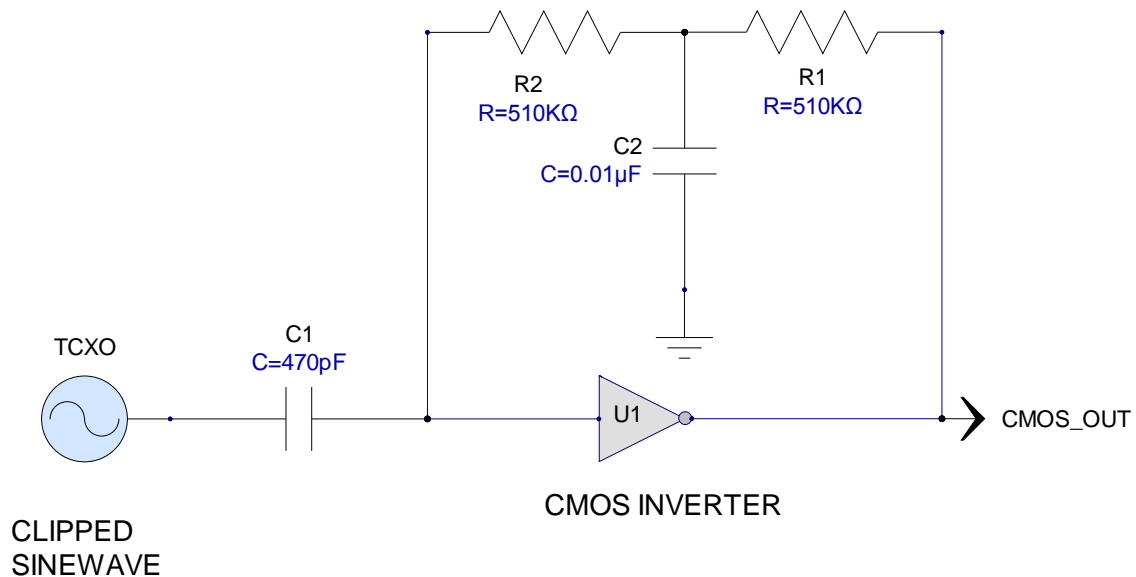 R2
R=510KΩ
R1
R=510KΩ
C2
C=0.01µF
C1
C=470pF
TCXO
U1
CMOS_OUT
CMOS INVERTER
CLIPPED
SINEWAVE